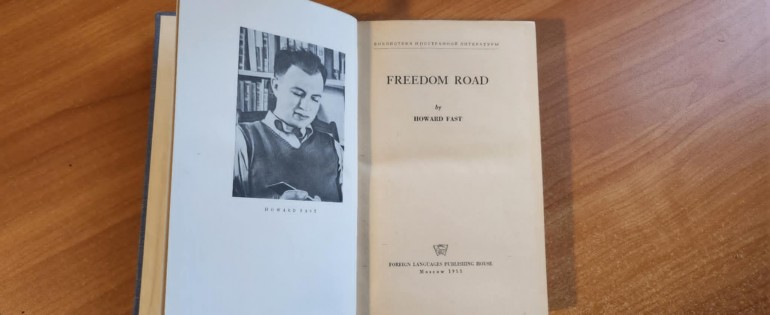 HOWARD FAST
БИБЛИОТЕКА ИНОСТРАННОЙ ЛИТЕРАТУРЫ
FREEDOM ROAD
by
HOWARD FAST
FOREIGN LANGUAGES PUBLISHING HOUSE
Moscow